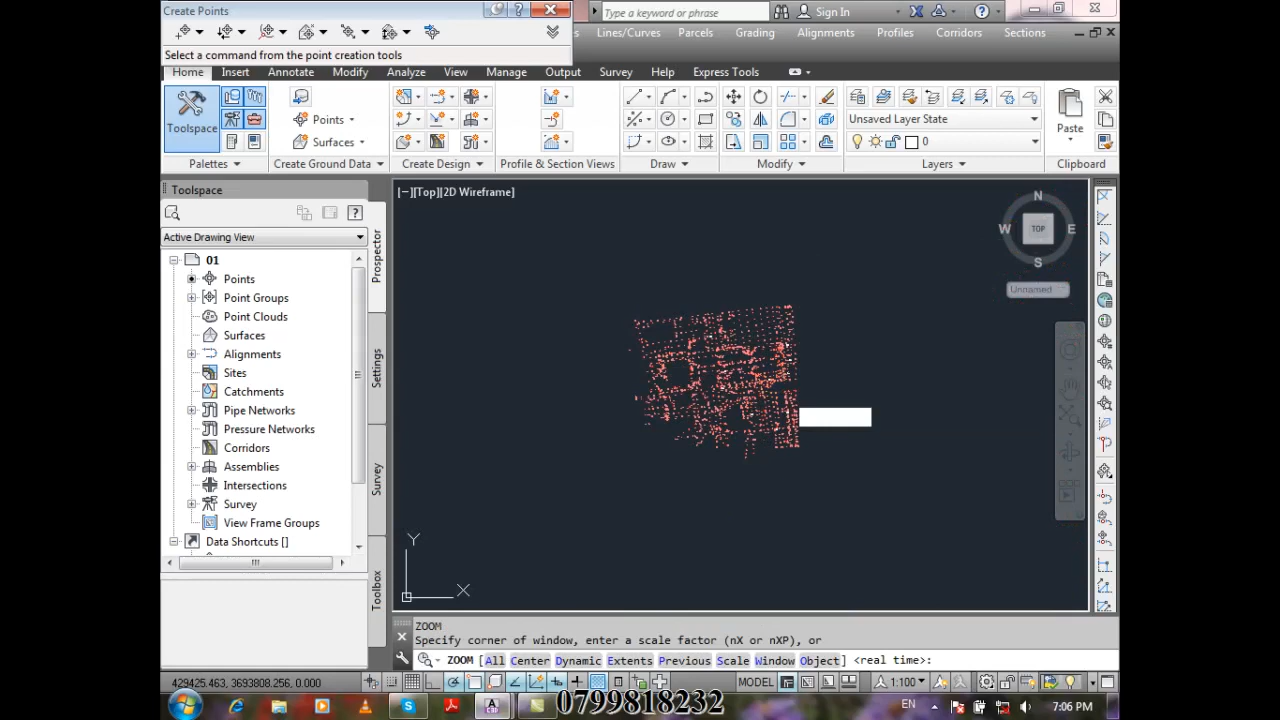 Create Points
Type a keyword or phrase
Sign In
Select a command from the point creation tools
Lines/Curves Parcels Grading Alignments Profiles Corridors Sections
Home Insert Annotate Modify Analyze View Manage Output Survey Help Express Tools
Toolspace
Points
Surfaces
Unsaved Layer State
0
Paste
Palettes Create Ground Data Create Design Profile & Section Views Draw Modify Layers Clipboard
Toolspace
[−][Top][2D Wireframe]
Active Drawing View
01
Points
Point Groups
Point Clouds
Surfaces
Alignments
Sites
Catchments
Pipe Networks
Pressure Networks
Corridors
Assemblies
Intersections
Survey
View Frame Groups
Data Shortcuts []
Prospector
Settings
Survey
Toolbox
N
W TOP E
S
Unnamed
Y
X
ZOOM
Specify corner of window, enter a scale factor (nX or nXP), or
ZOOM [All Center Dynamic Extents Previous Scale Window Object] <real time>:
429425.463, 3693808.256, 0.000
MODEL
1:100
0799818232
EN
7:06 PM